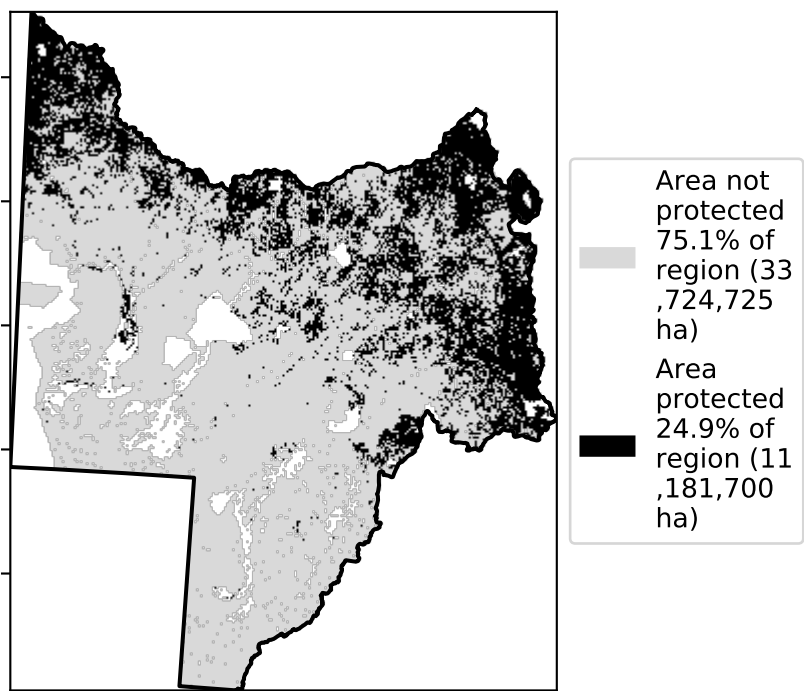 Area not
protected
75.1% of
region (33
,724,725
ha)
Area
protected
24.9% of
region (11
,181,700
ha)